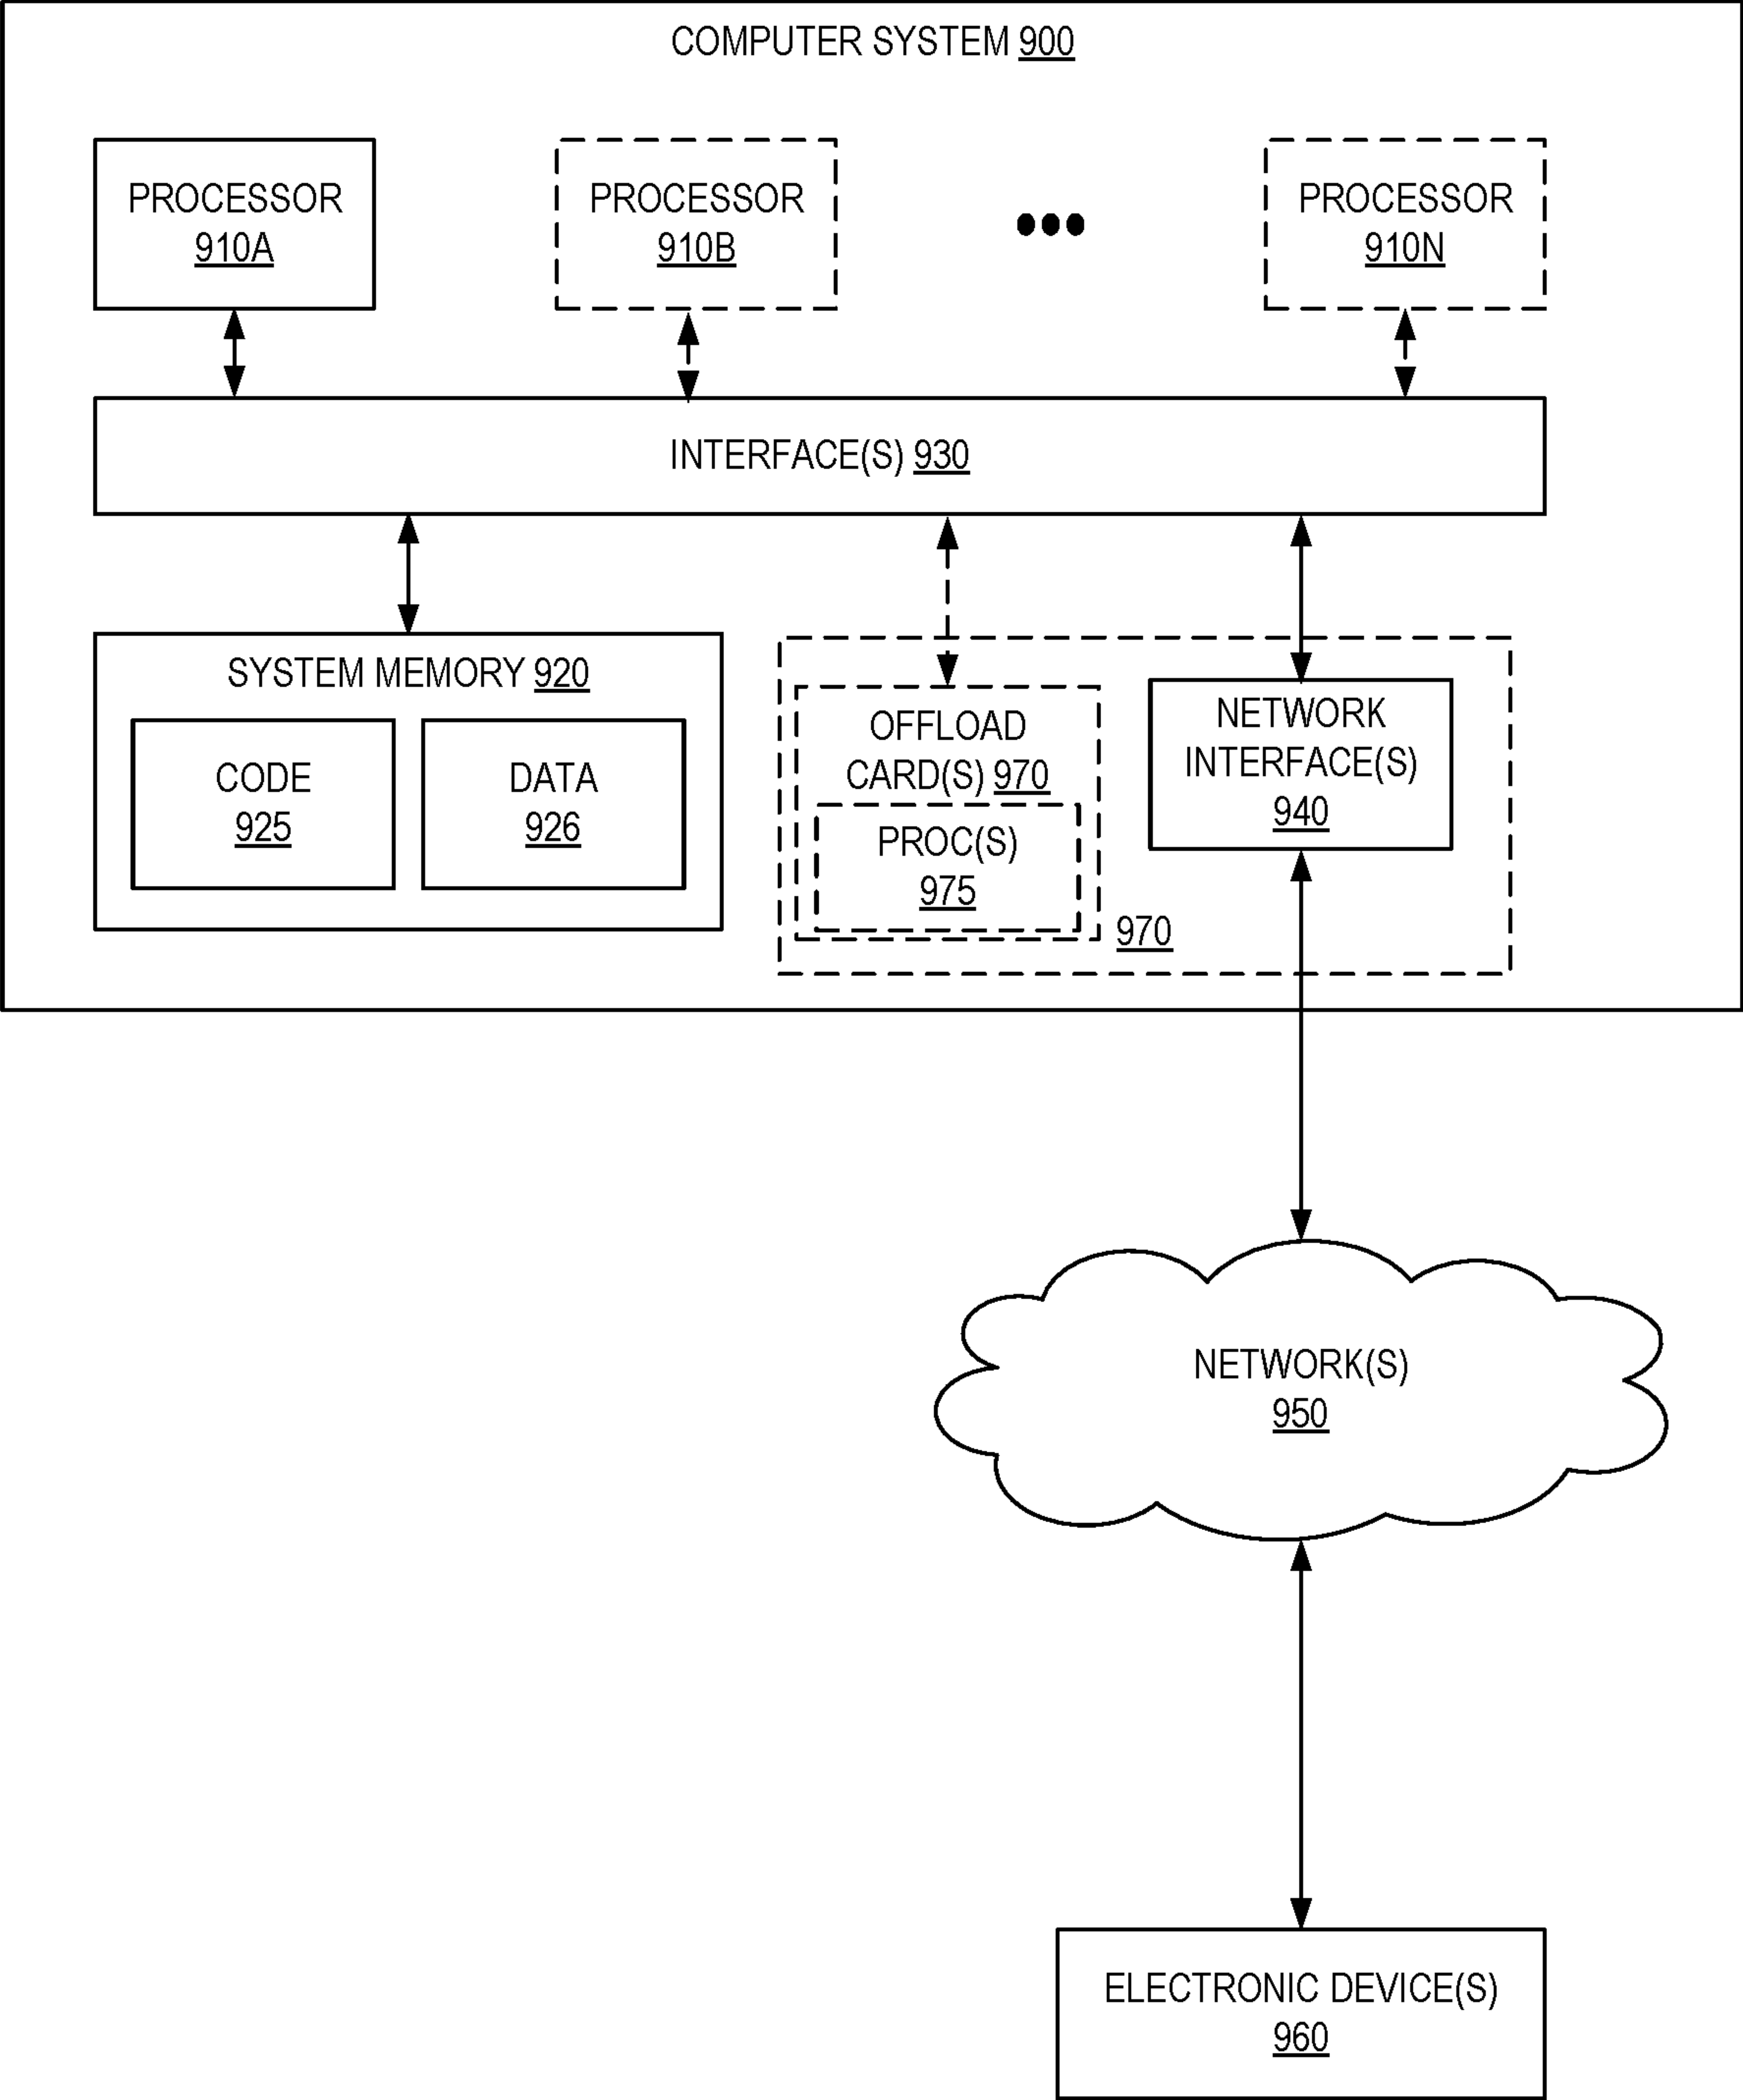 COMPUTER SYSTEM 900
PROCESSOR
910A
PROCESSOR
910B
PROCESSOR
910N
INTERFACE(S) 930
SYSTEM MEMORY 920
CODE
925
DATA
926
OFFLOAD
CARD(S) 970
PROC(S)
975
970
NETWORK
INTERFACE(S)
940
NETWORK(S)
950
ELECTRONIC DEVICE(S)
960